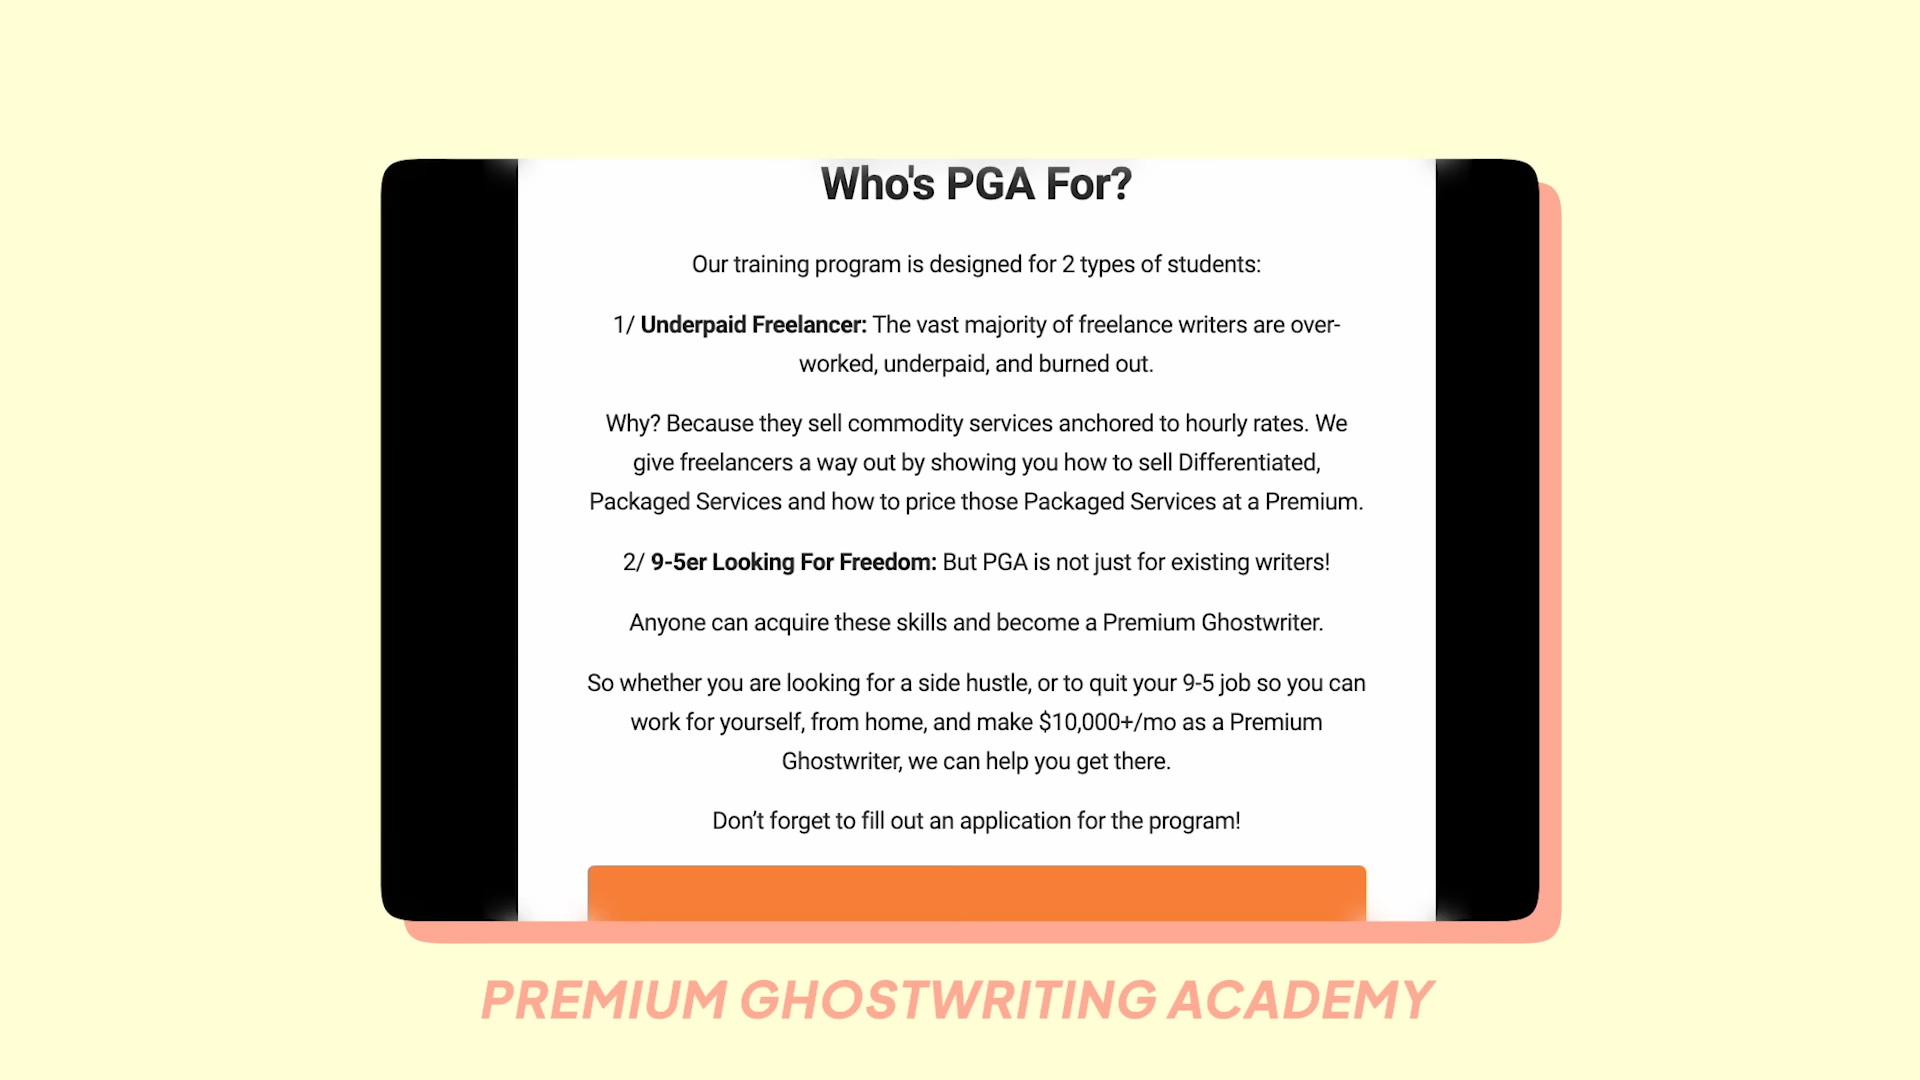 Who's PGA For?
Our training program is designed for 2 types of students:
1/ Underpaid Freelancer: The vast majority of freelance writers are over-
worked, underpaid, and burned out.
Why? Because they sell commodity services anchored to hourly rates. We
give freelancers a way out by showing you how to sell Differentiated,
Packaged Services and how to price those Packaged Services at a Premium.
2/ 9-5er Looking For Freedom: But PGA is not just for existing writers!
Anyone can acquire these skills and become a Premium Ghostwriter.
So whether you are looking for a side hustle, or to quit your 9-5 job so you can
work for yourself, from home, and make $10,000+/mo as a Premium
Ghostwriter, we can help you get there.
Don’t forget to fill out an application for the program!
PREMIUM GHOSTWRITING ACADEMY